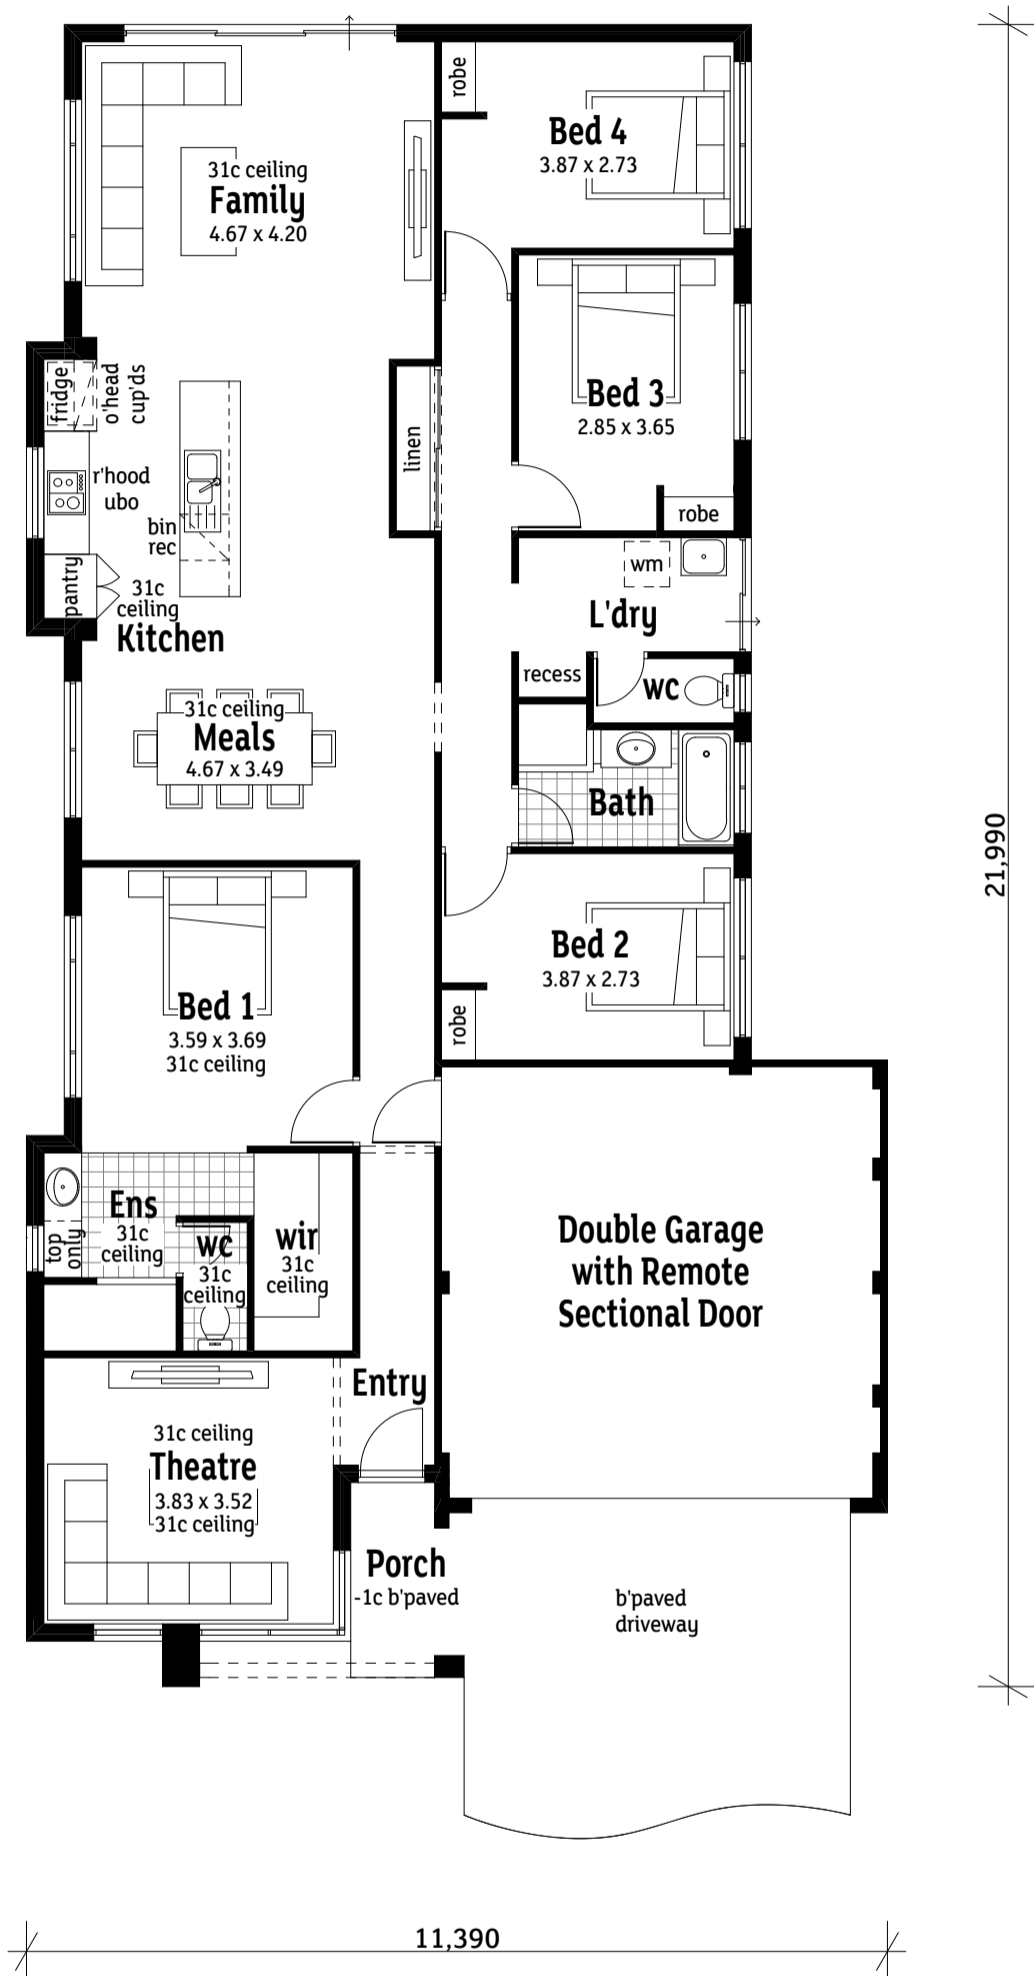 robe
Bed 4
3.87 x 2.73
31c ceiling
Family
4.67 x 4.20
fridge
o'head
cup'ds
Bed 3
2.85 x 3.65
linen
r'hood
ubo
bin
rec
robe
pantry
31c
ceiling
Kitchen
wm
L'dry
recess
wc
31c ceiling
Meals
4.67 x 3.49
Bath
21,990
Bed 2
3.87 x 2.73
robe
Bed 1
3.59 x 3.69
31c ceiling
Ens
31c
ceiling
top
only
wc
31c
ceiling
wir
31c
ceiling
Double Garage
with Remote
Sectional Door
Entry
31c ceiling
Theatre
3.83 x 3.52
31c ceiling
Porch
-1c b'paved
b'paved
driveway
11,390